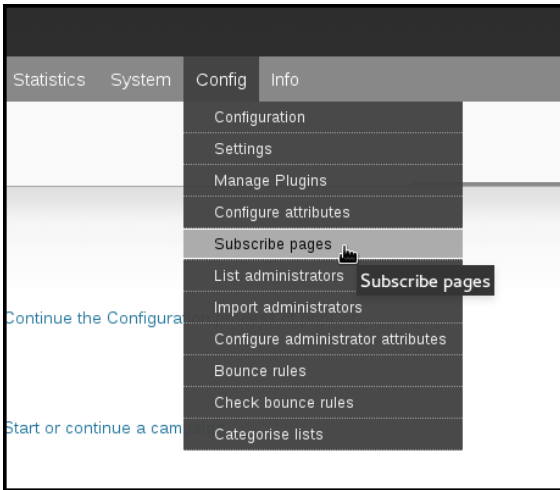 Statistics System Config Info
Configuration
Settings
Manage Plugins
Configure attributes
Subscribe pages
List administrators
Subscribe pages
Import administrators
Continue the Configura
Configure administrator attributes
Bounce rules
Check bounce rules
Start or continue a cam
Categorise lists